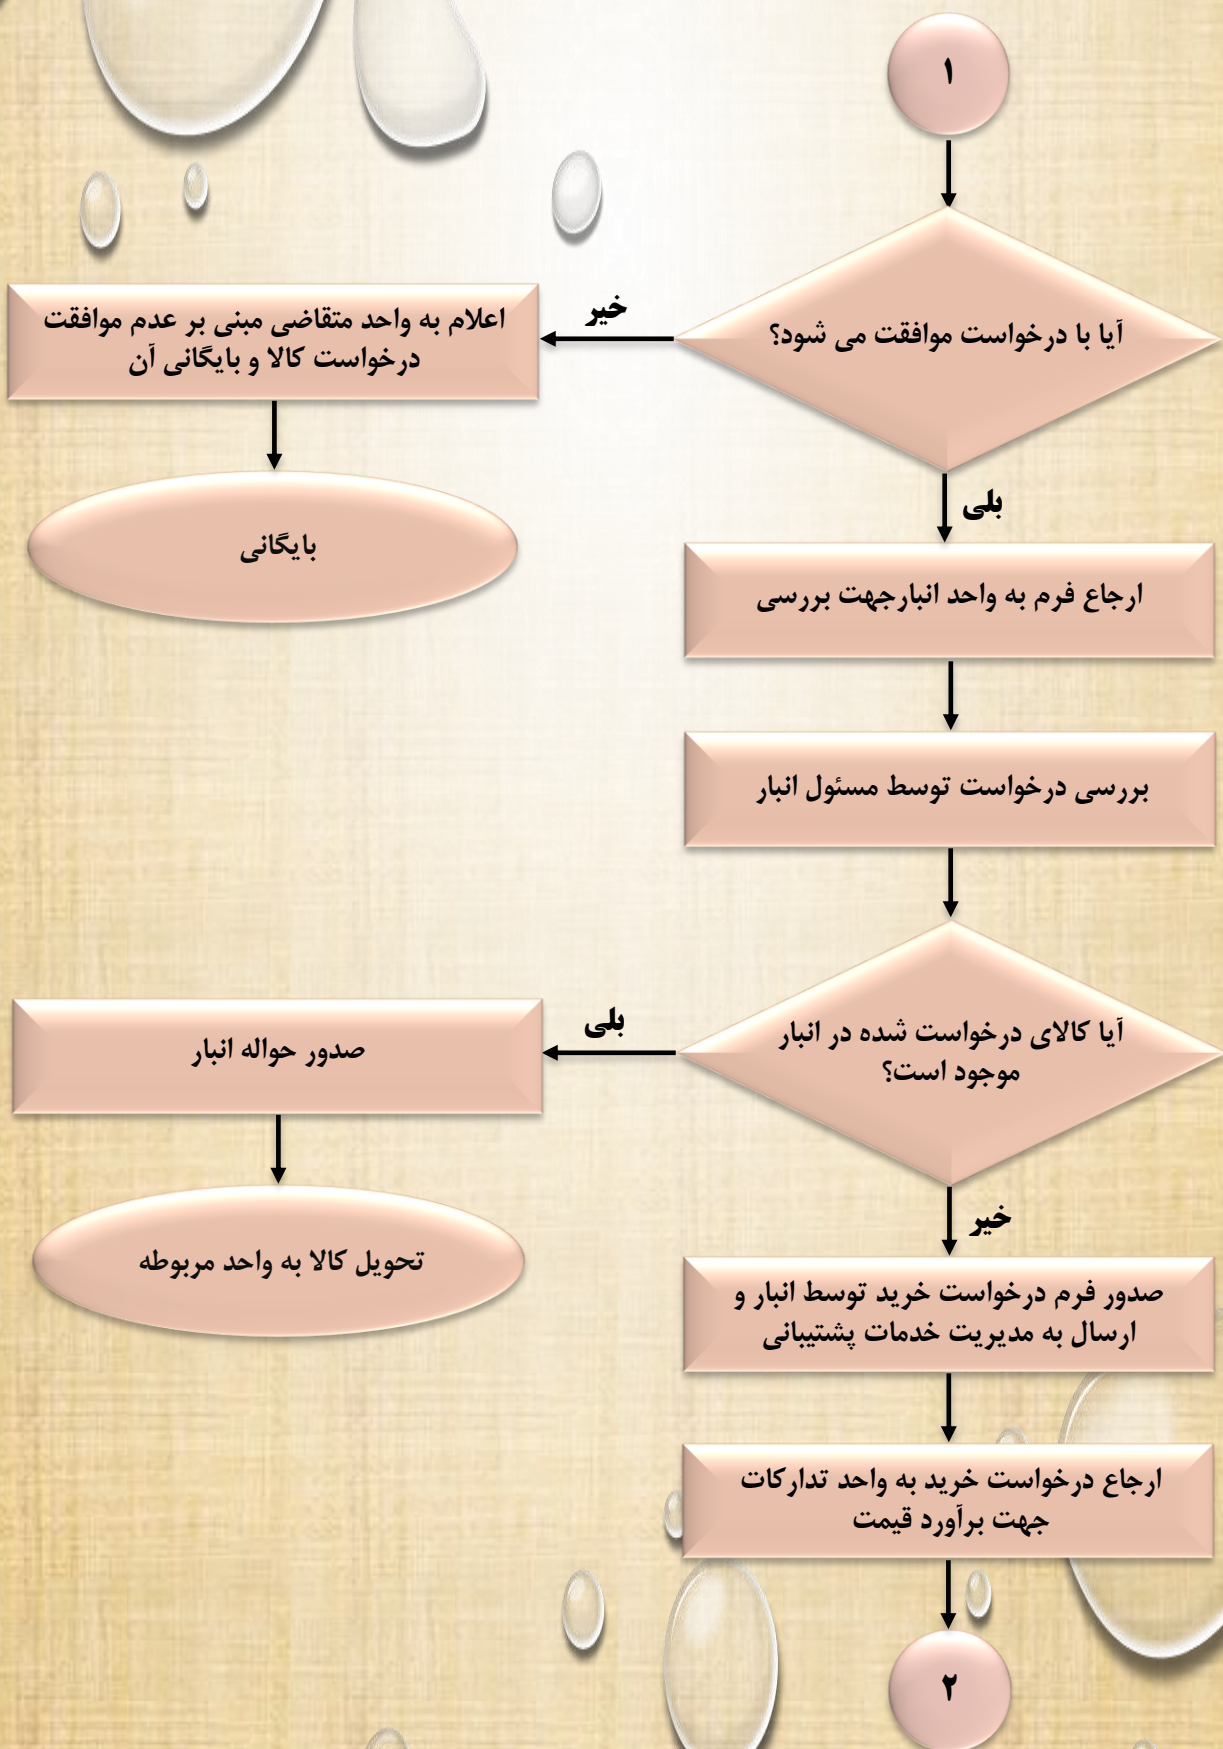 ۱
آیا با درخواست موافقت می شود؟
خیر
اعلام به واحد متقاضی مبنی بر عدم موافقت
درخواست کالا و بایگانی آن
بایگانی
بلی
ارجاع فرم به واحد انبارجهت بررسی
بررسی درخواست توسط مسئول انبار
آیا کالای درخواست شده در انبار
موجود است؟
بلی
صدور حواله انبار
تحویل کالا به واحد مربوطه
خیر
صدور فرم درخواست خرید توسط انبار و
ارسال به مدیریت خدمات پشتیبانی
ارجاع درخواست خرید به واحد تدارکات
جهت برآورد قیمت
۲